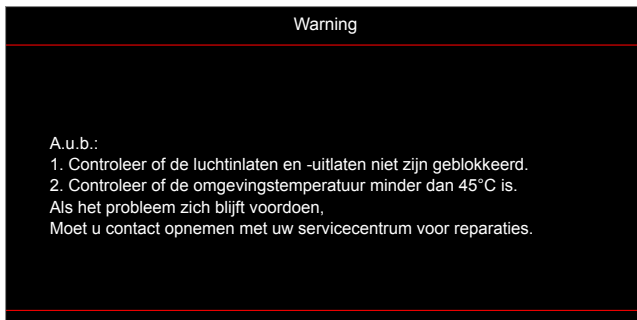 Warning
A.u.b.:
1. Controleer of de luchtinlaten en -uitlaten niet zijn geblokkeerd.
2. Controleer of de omgevingstemperatuur minder dan 45°C is.
Als het probleem zich blijft voordoen,
Moet u contact opnemen met uw servicecentrum voor reparaties.